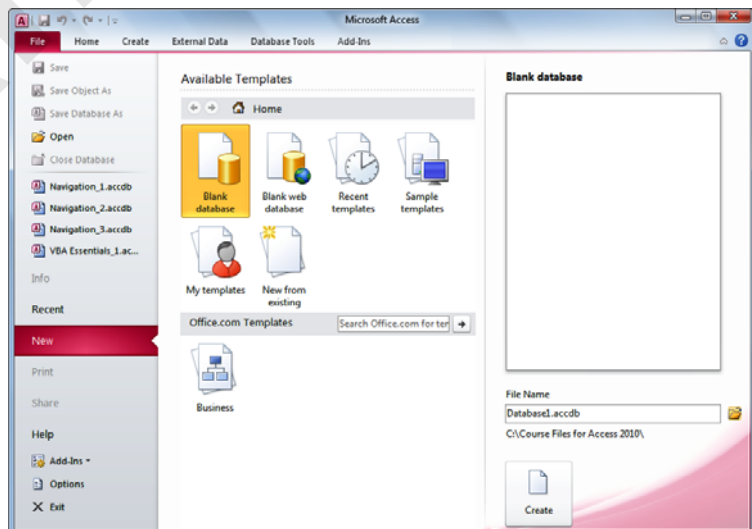 Microsoft Access
File Home Create External Data Database Tools Add-Ins
Save
Save Object As
Save Database As
Open
Close Database
Navigation_1.accdb
Navigation_2.accdb
Navigation_3.accdb
VBA Essentials_1.ac...
Info
Recent
New
Print
Share
Help
Add-Ins
Options
Exit
Available Templates
Home
Blank database
Blank web database
Recent templates
Sample templates
My templates
New from existing
Office.com Templates
Search Office.com for ter
Business
Blank database
File Name
Database1.accdb
C:\Course Files for Access 2010\
Create